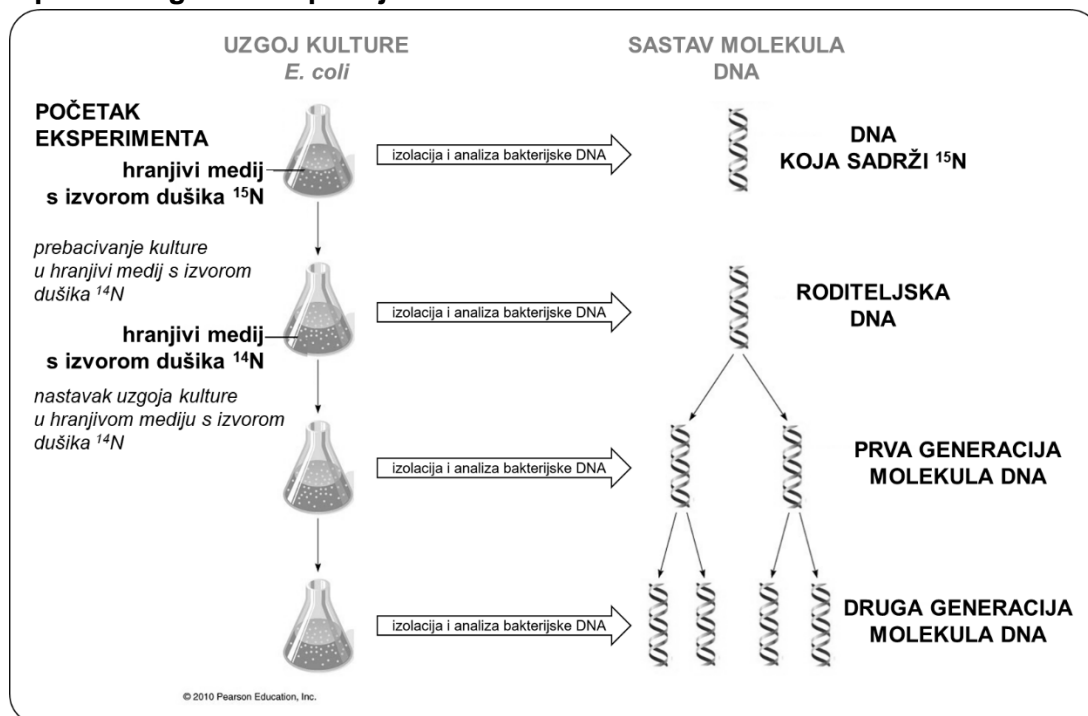 UZGOJ KULTURE
E. coli
SASTAV MOLEKULA
DNA
POČETAK
EKSPERIMENTA
hranjivi medij
s izvorom dušika ¹⁵N
izolacija i analiza bakterijske DNA
DNA
KOJA SADRŽI ¹⁵N
prebacivanje kulture
u hranjivi medij s izvorom
dušika ¹⁴N
hranjivi medij
s izvorom dušika ¹⁴N
izolacija i analiza bakterijske DNA
RODITELJSKA
DNA
nastavak uzgoja kulture
u hranjivom mediju s izvorom
dušika ¹⁴N
izolacija i analiza bakterijske DNA
PRVA GENERACIJA
MOLEKULA DNA
izolacija i analiza bakterijske DNA
DRUGA GENERACIJA
MOLEKULA DNA
© 2010 Pearson Education, Inc.